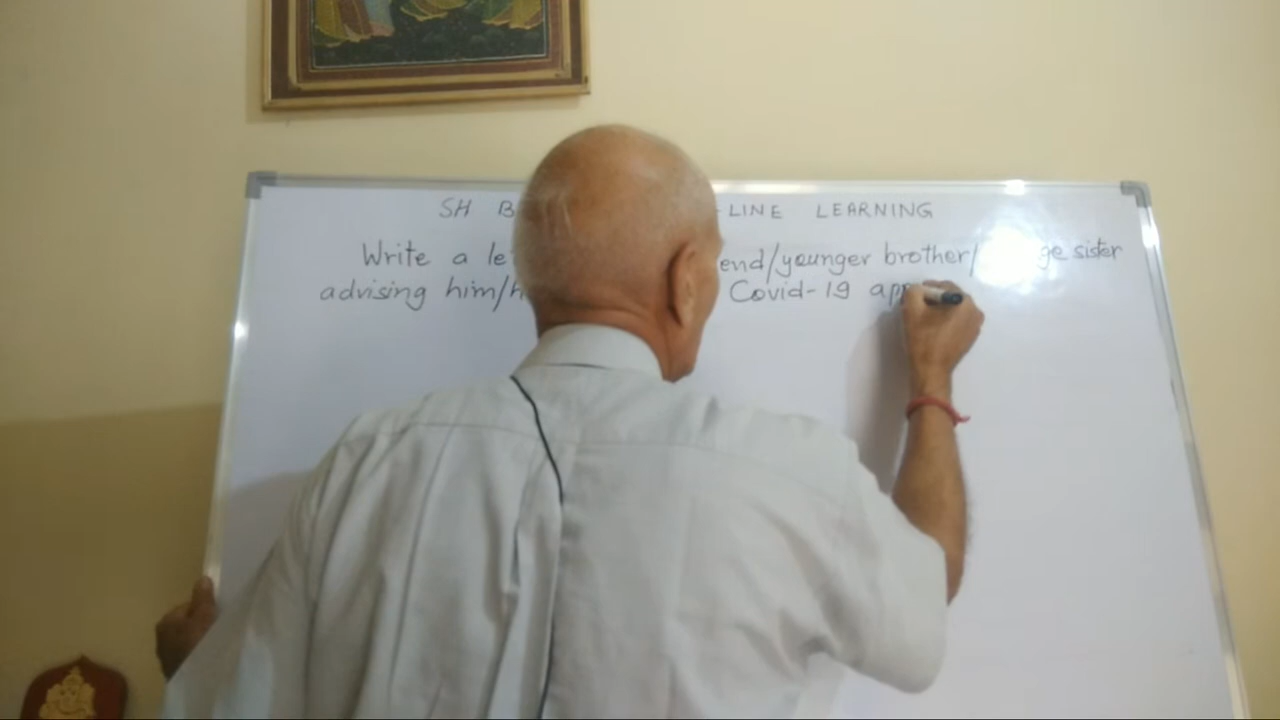 SH B LINE LEARNING
Write a le end/younger brother/ ge sister
advising him/h Covid-19 app